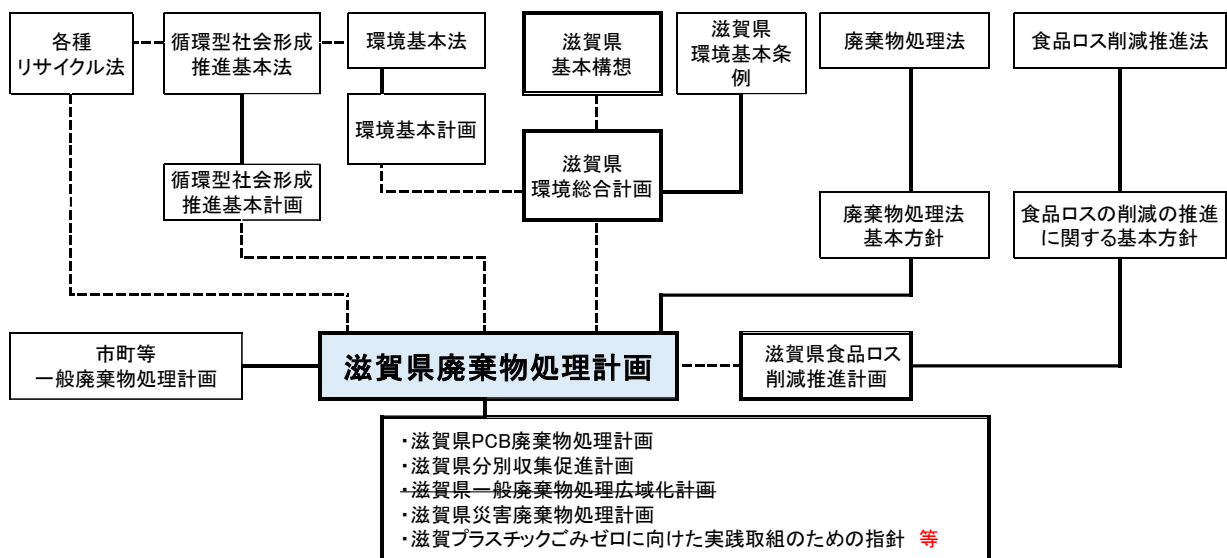 各種
リサイクル法
循環型社会形成
推進基本法
環境基本法
滋賀県
基本構想
滋賀県
環境基本条
例
廃棄物処理法
食品ロス削減推進法
環境基本計画
循環型社会形成
推進基本計画
滋賀県
環境総合計画
廃棄物処理法
基本方針
食品ロスの削減の推進
に関する基本方針
市町等
一般廃棄物処理計画
滋賀県廃棄物処理計画
滋賀県食品ロス
削減推進計画
・滋賀県PCB廃棄物処理計画
・滋賀県分別収集促進計画
・滋賀県一般廃棄物処理広域化計画
・滋賀県災害廃棄物処理計画
・滋賀プラスチックごみゼロに向けた実践取組のための指針 等